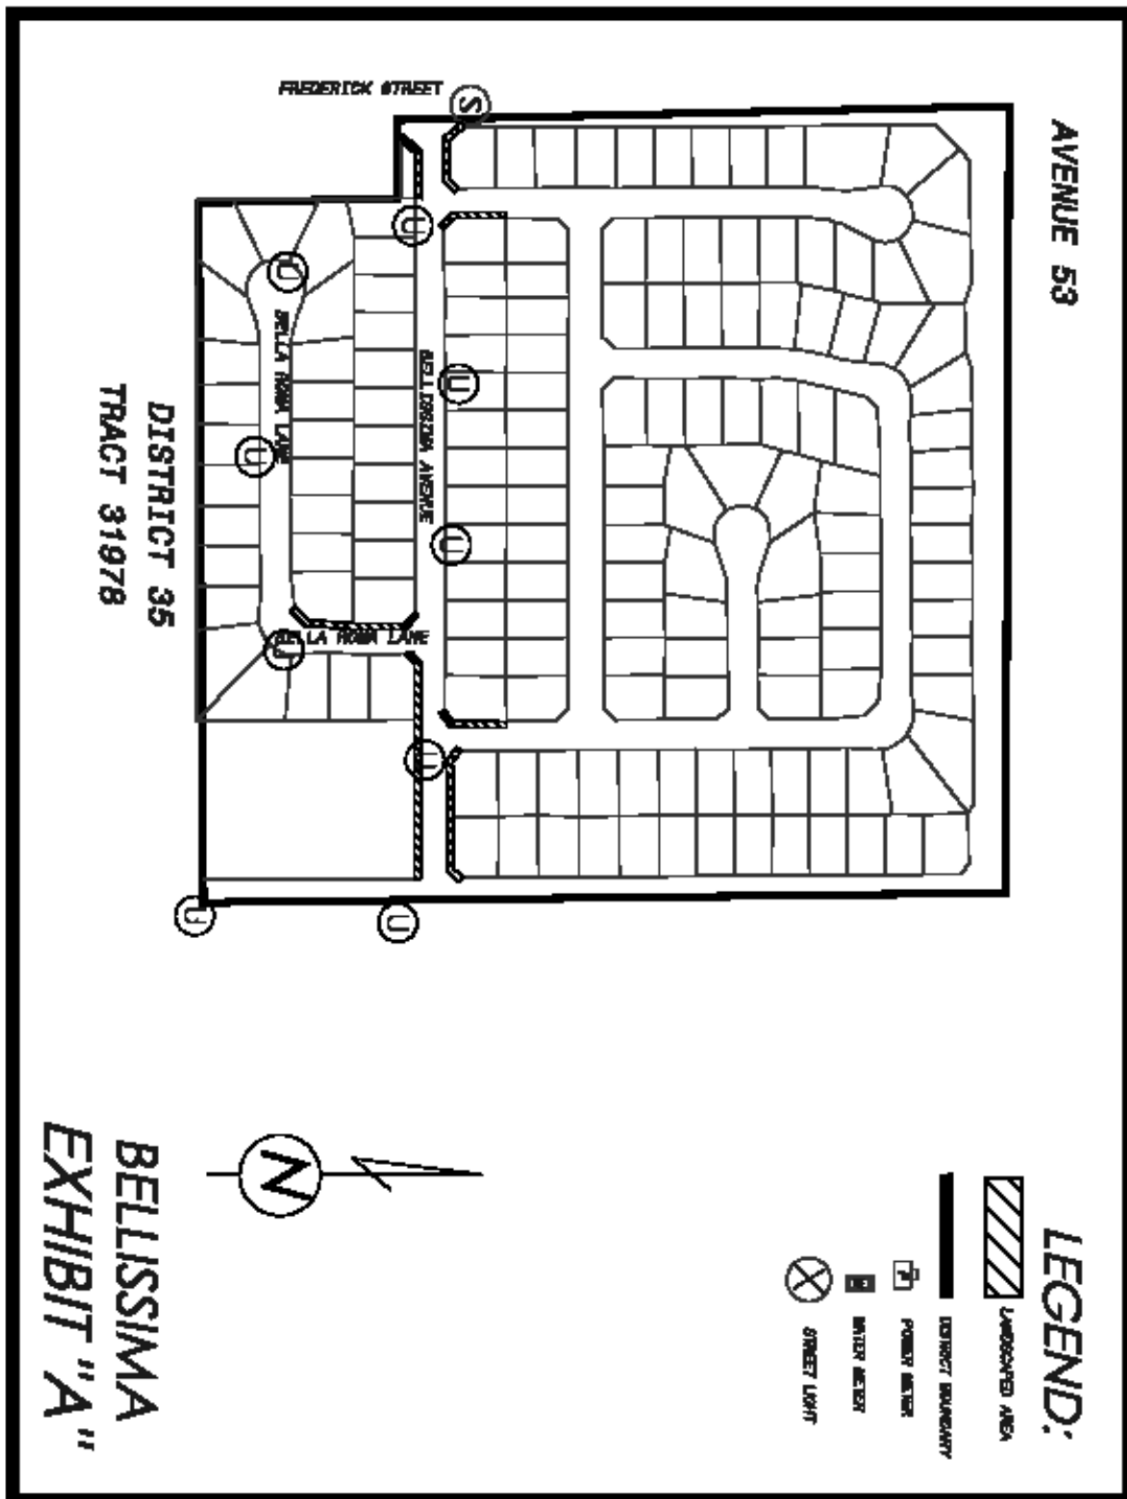 AVENUE 53
FREDERICK STREET
S
U
U
BELLA ROMA LANE
BELLISSIMA AVENUE
U
U
U
BELLA ROMA LANE
U
U
U
U
DISTRICT 35
TRACT 31978
N
LEGEND:
LANDSCAPED AREA
DISTRICT BOUNDARY
POWER METER
WATER METER
STREET LIGHT
BELLISSIMA
EXHIBIT "A"